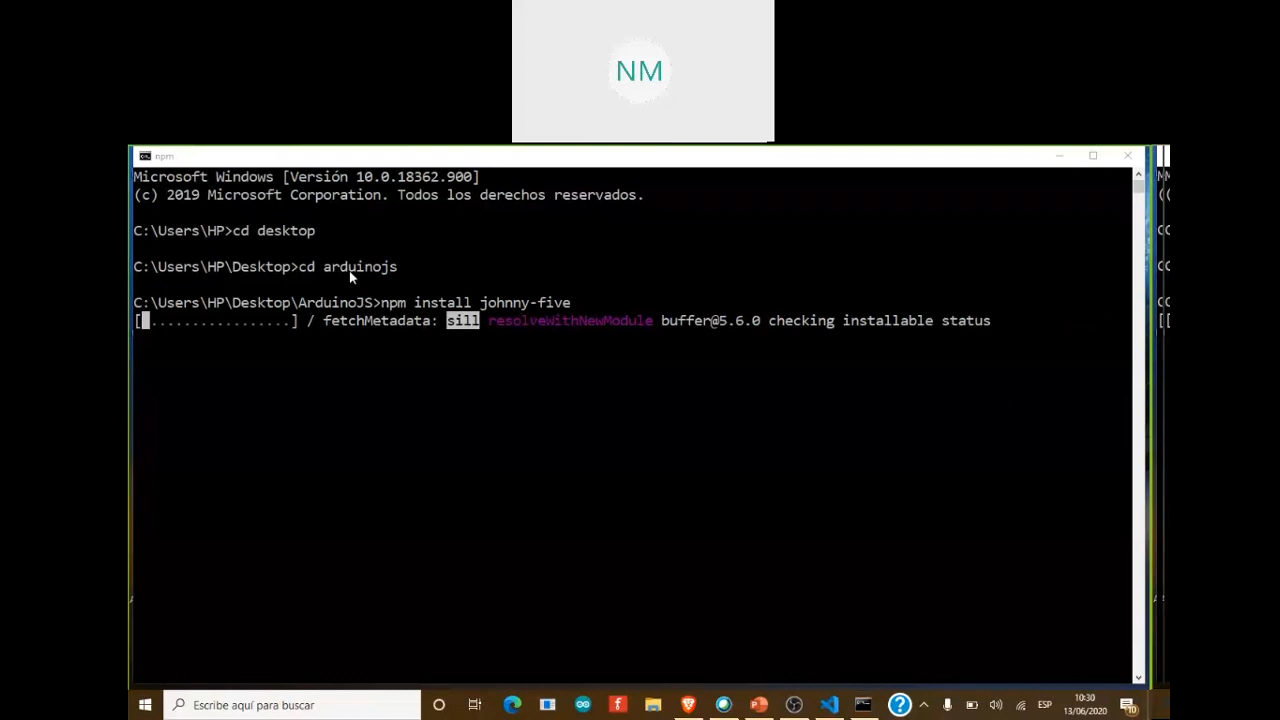 NM
npm
Microsoft Windows [Versión 10.0.18362.900]
(c) 2019 Microsoft Corporation. Todos los derechos reservados.
C:\Users\HP>cd desktop
C:\Users\HP\Desktop>cd arduinojs
C:\Users\HP\Desktop\ArduinoJS>npm install johnny-five
[ ................] / fetchMetadata: sill resolveWithNewModule buffer@5.6.0 checking installable status
Escribe aquí para buscar
ESP
10:30
13/06/2020
10